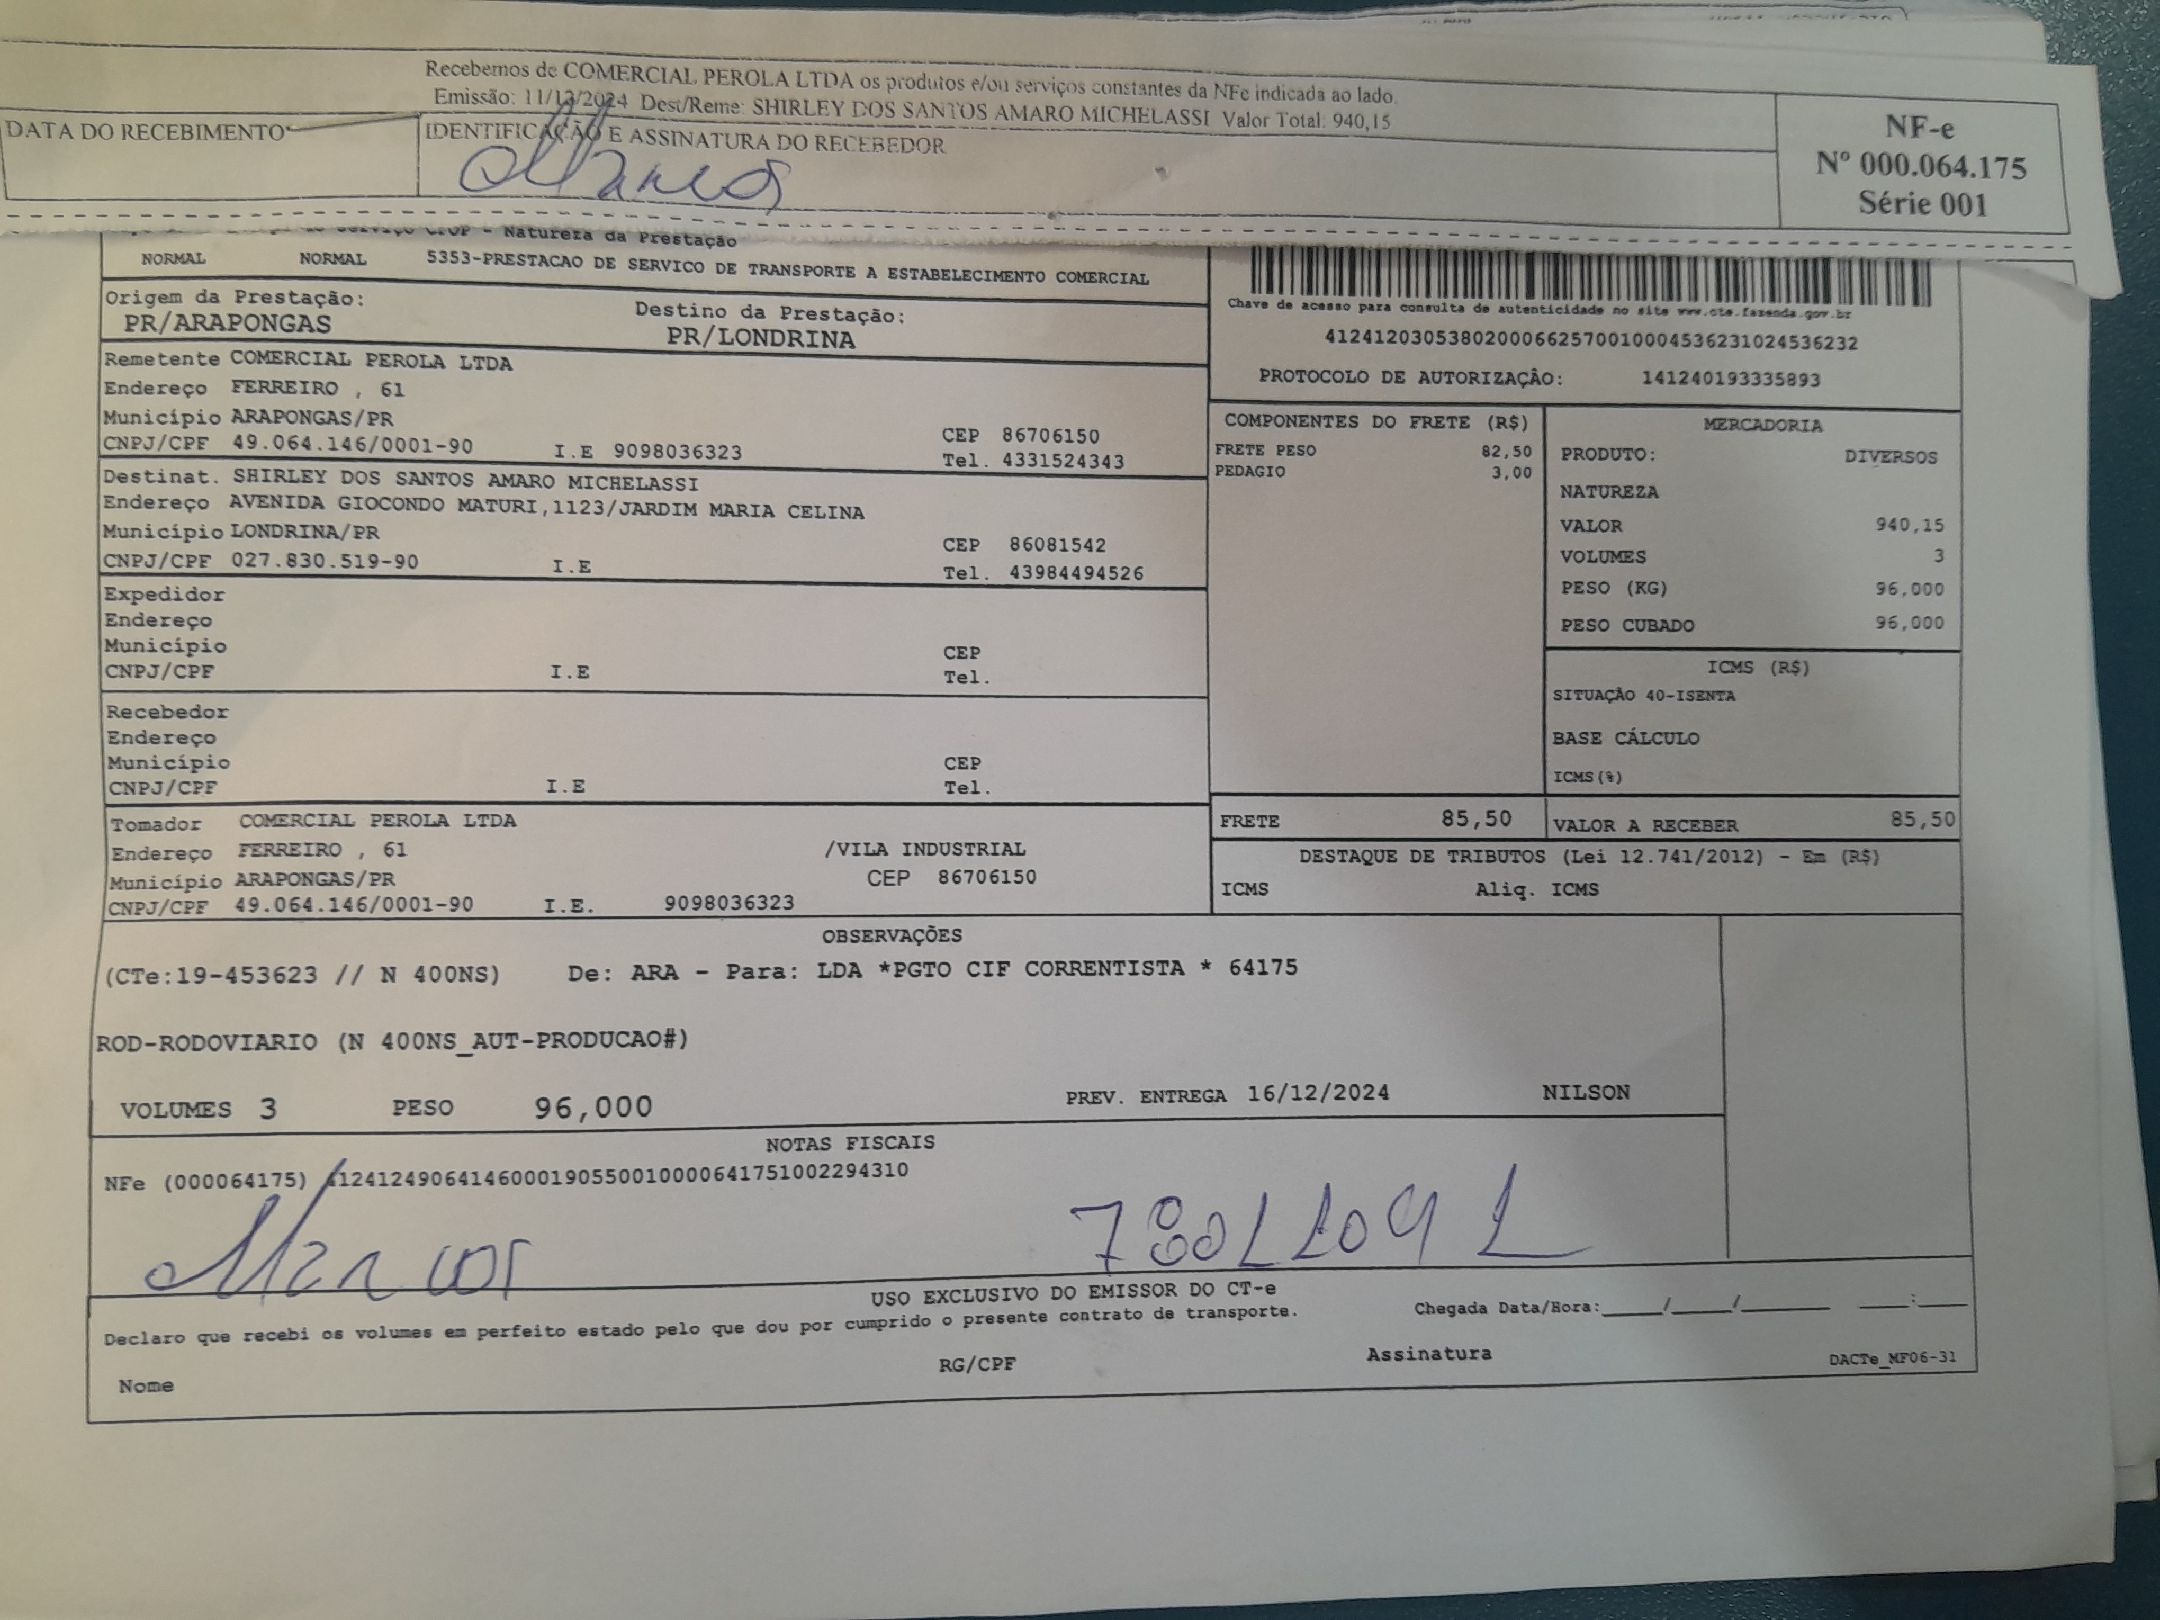 Recebemos de COMERCIAL PEROLA LTDA os produtos e/ou serviços constantes da NFe indicada ao lado.
Emissão: 11/12/2024 Dest/Reme: SHIRLEY DOS SANTOS AMARO MICHELASSI Valor Total: 940,15
DATA DO RECEBIMENTO
IDENTIFICAÇÃO E ASSINATURA DO RECEBEDOR
Marcos
NF-e
Nº 000.064.175
Série 001
CFOP - Natureza da Prestação
NORMAL NORMAL 5353-PRESTACAO DE SERVICO DE TRANSPORTE A ESTABELECIMENTO COMERCIAL
Origem da Prestação:
PR/ARAPONGAS
Destino da Prestação:
PR/LONDRINA
Chave de acesso para consulta de autenticidade no site www.cte.fazenda.gov.br
41241203053802000662570010004536231024536232
PROTOCOLO DE AUTORIZAÇÃO: 141240193335893
Remetente COMERCIAL PEROLA LTDA
Endereço FERREIRO , 61
Município ARAPONGAS/PR
CEP 86706150
CNPJ/CPF 49.064.146/0001-90 I.E 9098036323 Tel. 4331524343
Destinat. SHIRLEY DOS SANTOS AMARO MICHELASSI
Endereço AVENIDA GIOCONDO MATURI,1123/JARDIM MARIA CELINA
Município LONDRINA/PR
CEP 86081542
CNPJ/CPF 027.830.519-90 I.E Tel. 43984494526
Expedidor
Endereço
Município CEP
CNPJ/CPF I.E Tel.
Recebedor
Endereço
Município CEP
CNPJ/CPF I.E Tel.
Tomador COMERCIAL PEROLA LTDA
Endereço FERREIRO , 61 /VILA INDUSTRIAL
Município ARAPONGAS/PR CEP 86706150
CNPJ/CPF 49.064.146/0001-90 I.E. 9098036323
COMPONENTES DO FRETE (R$)
FRETE PESO 82,50
PEDAGIO 3,00
MERCADORIA
PRODUTO: DIVERSOS
NATUREZA
VALOR 940,15
VOLUMES 3
PESO (KG) 96,000
PESO CUBADO 96,000
ICMS (R$)
SITUAÇÃO 40-ISENTA
BASE CÁLCULO
ICMS(%)
FRETE 85,50 VALOR A RECEBER 85,50
DESTAQUE DE TRIBUTOS (Lei 12.741/2012) - Em (R$)
ICMS Aliq. ICMS
OBSERVAÇÕES
(CTe:19-453623 // N 400NS) De: ARA - Para: LDA *PGTO CIF CORRENTISTA * 64175
ROD-RODOVIARIO (N 400NS_AUT-PRODUCAO#)
VOLUMES 3 PESO 96,000 PREV. ENTREGA 16/12/2024 NILSON
NOTAS FISCAIS
NFe (000064175) 41241249064146000190550010000641751002294310
Marcos
USO EXCLUSIVO DO EMISSOR DO CT-e
Declaro que recebi os volumes em perfeito estado pelo que dou por cumprido o presente contrato de transporte.
Chegada Data/Hora:____/____/______ ___:___
Nome RG/CPF Assinatura DACTe_MF06-31